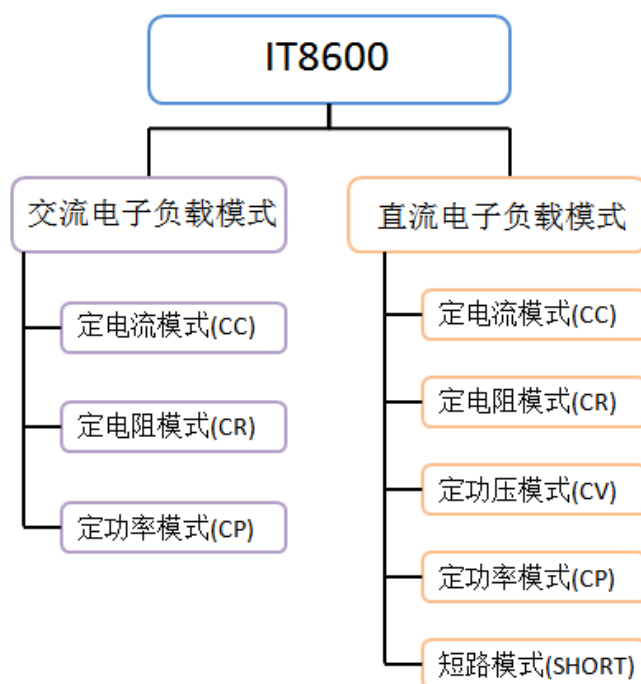 IT8600
交流电子负载模式
定电流模式(CC)
定电阻模式(CR)
定功率模式(CP)
直流电子负载模式
定电流模式(CC)
定电阻模式(CR)
定功压模式(CV)
定功率模式(CP)
短路模式(SHORT)